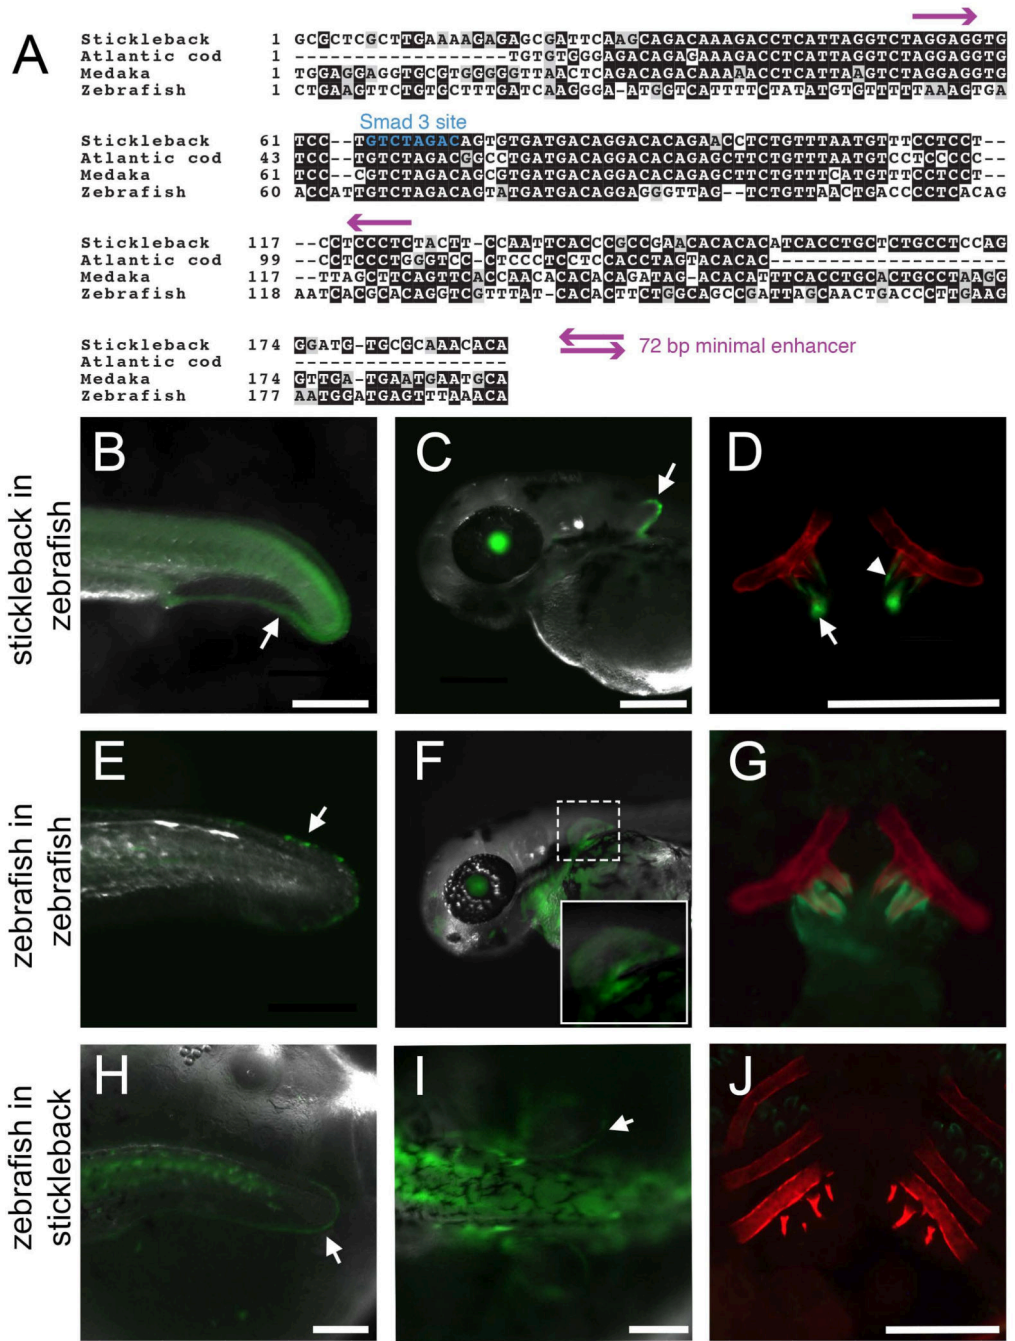 A
Stickleback 1 GCGCTCGCTTGAAAAGAGAGCGATTCAAGCAGACAAAGACCTCATTAGGTCTAGGAGGTG
Atlantic cod 1 ------------------TGTGTGGGAGACAGAGAAAGACCTCATTAGGTCTAGGAGGTG
Medaka 1 TGGAGGAGGTGCGTGGGGGTTAACTCAGACAGACAAAAACCTCATTAAGTCTAGGAGGTG
Zebrafish 1 CTGAAGTTCTGTGCTTTGATCAAGGGA-ATGGTCATTTTCTATATGTGTTTTTAAAGTGA
Smad 3 site
Stickleback 61 TCC--TGTCTAGACAGTGTGATGACAGGACACAGAACCTCTGTTTAATGTTTCCTCCT--
Atlantic cod 43 TCC--TGTCTAGACGGCCTGATGACAGGACACAGAGCTTCTGTTTAATGTCCTCCCCT--
Medaka 61 TCC--CGTCTAGACAGCGTGATGACAGGACACAGAGCTTCTGTTTCATGTTTCCTCCT--
Zebrafish 60 ACCATTGTCTAGACAGTATGATGACAGGAGGGTTAG--TCTGTTAACTGACCCCTCACAG
Stickleback 117 --CCTCCCTCTACTT-CCAATTCACCCGCCGAACACACACATCACCTGCTCTGCCTCCAG
Atlantic cod 99 --CCTCCCTGGGTCC-CTCCCTCCTCCACCTAGTACACAC--------------------
Medaka 117 --TTAGCTTCAGTTCACCAACACACACAGATAG-ACACATTTCACCTGCACTGCCTAAGG
Zebrafish 118 AATCACGCACAGGTCGTTTAT-CACACTTCTGGCAGCCGATTAGCAACTGACCCTTGAAG
Stickleback 174 GGATG-TGCGCAAACACA
Atlantic cod ------------------
Medaka 174 GTTGA-TGAATGAATGCA
Zebrafish 177 AATGGATGAGTTTAAACA
72 bp minimal enhancer
stickleback in zebrafish
B
C
D
zebrafish in zebrafish
E
F
G
zebrafish in stickleback
H
I
J